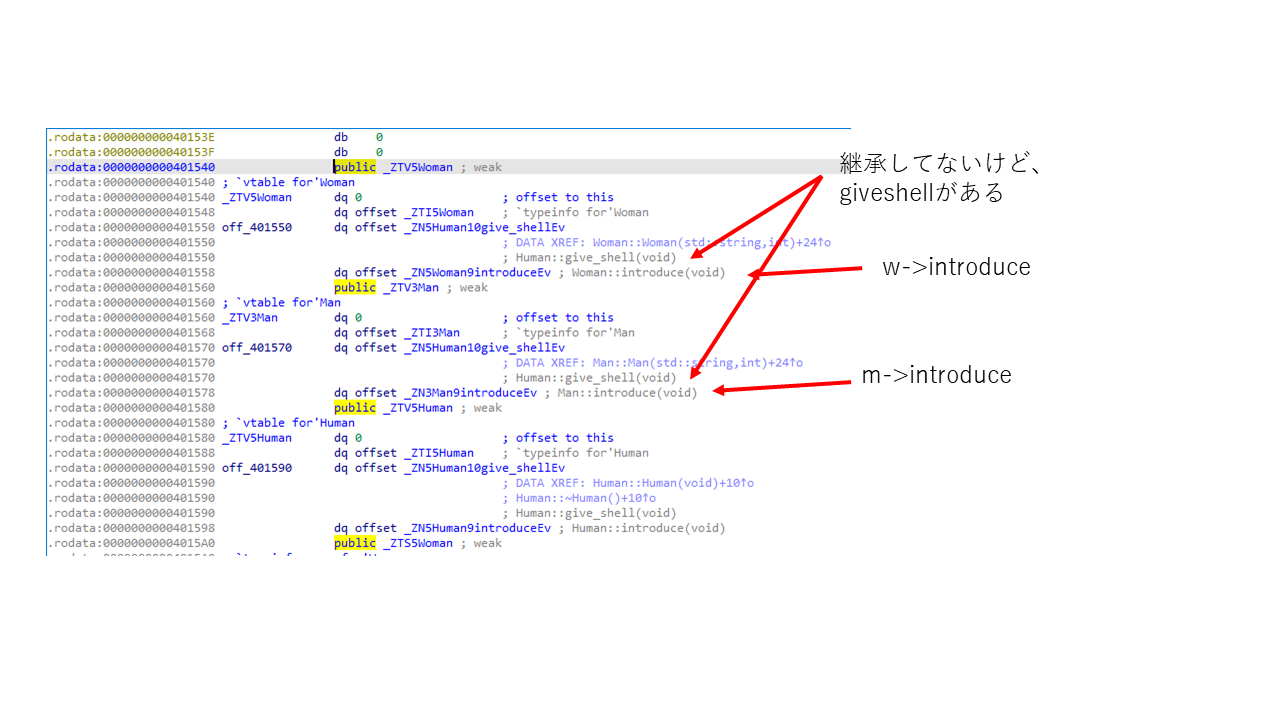 .rodata:000000000040153E db 0
.rodata:000000000040153F db 0
.rodata:0000000000401540 public _ZTV5Woman ; weak
.rodata:0000000000401540 ; `vtable for'Woman
.rodata:0000000000401540 _ZTV5Woman dq 0 ; offset to this
.rodata:0000000000401548 dq offset _ZTI5Woman ; `typeinfo for'Woman
.rodata:0000000000401550 off_401550 dq offset _ZN5Human10give_shellEv
.rodata:0000000000401550 ; DATA XREF: Woman::Woman(std::string,int)+24↑o
.rodata:0000000000401550 ; Human::give_shell(void)
.rodata:0000000000401558 dq offset _ZN5Woman9introduceEv ; Woman::introduce(void)
.rodata:0000000000401560 public _ZTV3Man ; weak
.rodata:0000000000401560 ; `vtable for'Man
.rodata:0000000000401560 _ZTV3Man dq 0 ; offset to this
.rodata:0000000000401568 dq offset _ZTI3Man ; `typeinfo for'Man
.rodata:0000000000401570 off_401570 dq offset _ZN5Human10give_shellEv
.rodata:0000000000401570 ; DATA XREF: Man::Man(std::string,int)+24↑o
.rodata:0000000000401570 ; Human::give_shell(void)
.rodata:0000000000401578 dq offset _ZN3Man9introduceEv ; Man::introduce(void)
.rodata:0000000000401580 public _ZTV5Human ; weak
.rodata:0000000000401580 ; `vtable for'Human
.rodata:0000000000401580 _ZTV5Human dq 0 ; offset to this
.rodata:0000000000401588 dq offset _ZTI5Human ; `typeinfo for'Human
.rodata:0000000000401590 off_401590 dq offset _ZN5Human10give_shellEv
.rodata:0000000000401590 ; DATA XREF: Human::Human(void)+10↑o
.rodata:0000000000401590 ; Human::~Human()+10↑o
.rodata:0000000000401590 ; Human::give_shell(void)
.rodata:0000000000401598 dq offset _ZN5Human9introduceEv ; Human::introduce(void)
.rodata:00000000004015A0 public _ZTS5Woman ; weak
継承してないけど、
giveshellがある
w->introduce
m->introduce